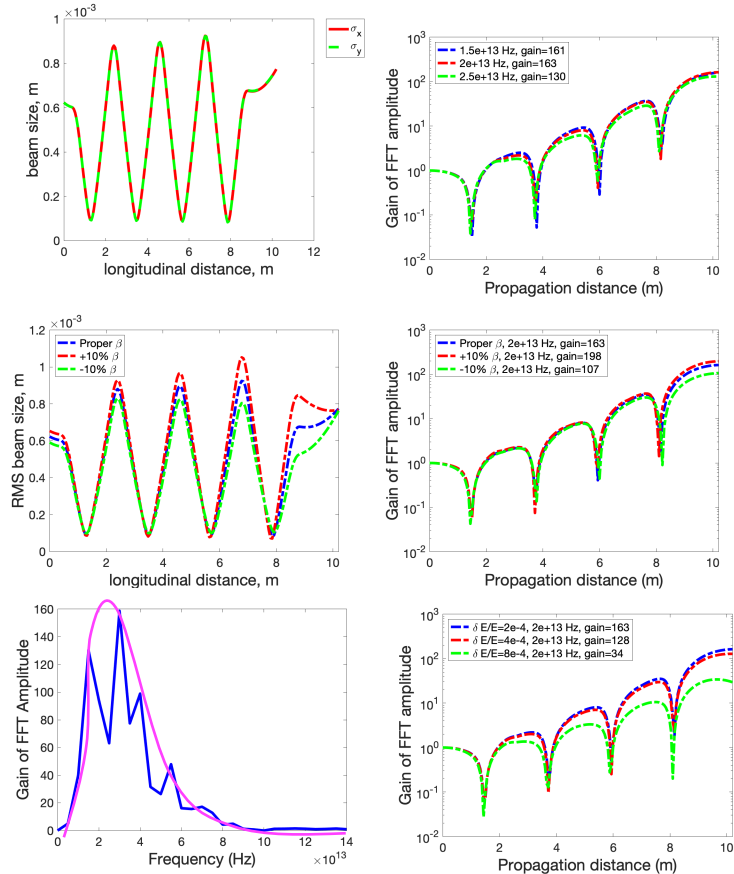 ×10⁻³
1
0.8
0.6
0.4
0.2
0
0 2 4 6 8 10 12
beam size, m
longitudinal distance, m
σx
σy
10³
10²
10¹
10⁰
10⁻¹
10⁻²
0 2 4 6 8 10
Gain of FFT amplitude
Propagation distance (m)
1.5e+13 Hz, gain=161
2e+13 Hz, gain=163
2.5e+13 Hz, gain=130
×10⁻³
1.2
1
0.8
0.6
0.4
0.2
0
0 2 4 6 8 10
RMS beam size, m
longitudinal distance, m
Proper β
+10% β
-10% β
10³
10²
10¹
10⁰
10⁻¹
10⁻²
0 2 4 6 8 10
Gain of FFT amplitude
Propagation distance (m)
Proper β, 2e+13 Hz, gain=163
+10% β, 2e+13 Hz, gain=198
-10% β, 2e+13 Hz, gain=107
160
140
120
100
80
60
40
20
0
0 2 4 6 8 10 12 14
×10¹³
Gain of FFT Amplitude
Frequency (Hz)
10³
10²
10¹
10⁰
10⁻¹
10⁻²
0 2 4 6 8 10
Gain of FFT amplitude
Propagation distance (m)
δ E/E=2e-4, 2e+13 Hz, gain=163
δ E/E=4e-4, 2e+13 Hz, gain=128
δ E/E=8e-4, 2e+13 Hz, gain=34